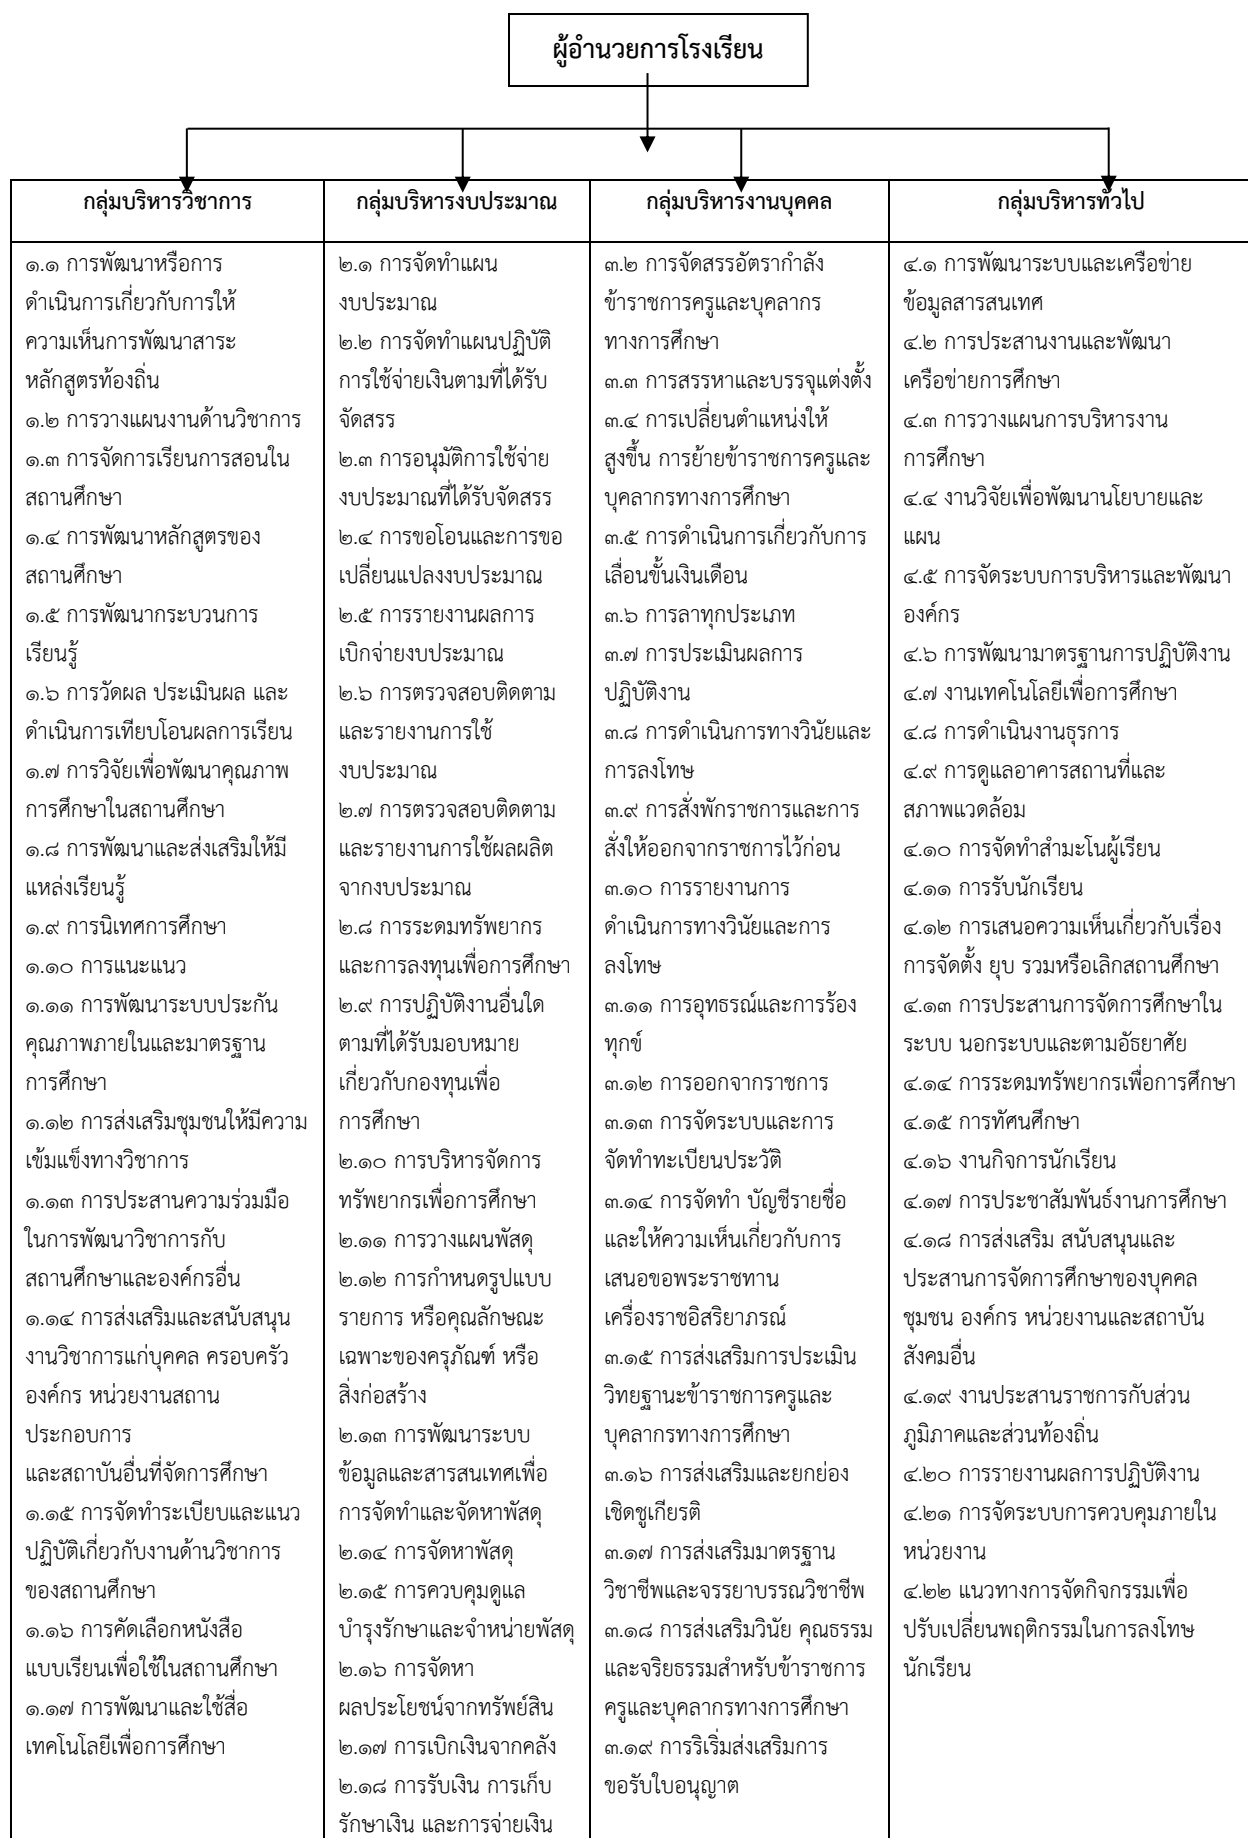 ผู้อำนวยการโรงเรียน
กลุ่มบริหารวิชาการ
กลุ่มบริหารงบประมาณ
กลุ่มบริหารงานบุคคล
กลุ่มบริหารทั่วไป
๑.๑ การพัฒนาหรือการ
ดำเนินการเกี่ยวกับการให้
ความเห็นการพัฒนาสาระ
หลักสูตรท้องถิ่น
๑.๒ การวางแผนงานด้านวิชาการ
๑.๓ การจัดการเรียนการสอนใน
สถานศึกษา
๑.๔ การพัฒนาหลักสูตรของ
สถานศึกษา
๑.๕ การพัฒนากระบวนการ
เรียนรู้
๑.๖ การวัดผล ประเมินผล และ
ดำเนินการเทียบโอนผลการเรียน
๑.๗ การวิจัยเพื่อพัฒนาคุณภาพ
การศึกษาในสถานศึกษา
๑.๘ การพัฒนาและส่งเสริมให้มี
แหล่งเรียนรู้
๑.๙ การนิเทศการศึกษา
๑.๑๐ การแนะแนว
๑.๑๑ การพัฒนาระบบประกัน
คุณภาพภายในและมาตรฐาน
การศึกษา
๑.๑๒ การส่งเสริมชุมชนให้มีความ
เข้มแข็งทางวิชาการ
๑.๑๓ การประสานความร่วมมือ
ในการพัฒนาวิชาการกับ
สถานศึกษาและองค์กรอื่น
๑.๑๔ การส่งเสริมและสนับสนุน
งานวิชาการแก่บุคคล ครอบครัว
องค์กร หน่วยงานสถาน
ประกอบการ
และสถาบันอื่นที่จัดการศึกษา
๑.๑๕ การจัดทำระเบียบและแนว
ปฏิบัติเกี่ยวกับงานด้านวิชาการ
ของสถานศึกษา
๑.๑๖ การคัดเลือกหนังสือ
แบบเรียนเพื่อใช้ในสถานศึกษา
๑.๑๗ การพัฒนาและใช้สื่อ
เทคโนโลยีเพื่อการศึกษา
๒.๑ การจัดทำแผน
งบประมาณ
๒.๒ การจัดทำแผนปฏิบัติ
การใช้จ่ายเงินตามที่ได้รับ
จัดสรร
๒.๓ การอนุมัติการใช้จ่าย
งบประมาณที่ได้รับจัดสรร
๒.๔ การขอโอนและการขอ
เปลี่ยนแปลงงบประมาณ
๒.๕ การรายงานผลการ
เบิกจ่ายงบประมาณ
๒.๖ การตรวจสอบติดตาม
และรายงานการใช้
งบประมาณ
๒.๗ การตรวจสอบติดตาม
และรายงานการใช้ผลผลิต
จากงบประมาณ
๒.๘ การระดมทรัพยากร
และการลงทุนเพื่อการศึกษา
๒.๙ การปฏิบัติงานอื่นใด
ตามที่ได้รับมอบหมาย
เกี่ยวกับกองทุนเพื่อ
การศึกษา
๒.๑๐ การบริหารจัดการ
ทรัพยากรเพื่อการศึกษา
๒.๑๑ การวางแผนพัสดุ
๒.๑๒ การกำหนดรูปแบบ
รายการ หรือคุณลักษณะ
เฉพาะของครุภัณฑ์ หรือ
สิ่งก่อสร้าง
๒.๑๓ การพัฒนาระบบ
ข้อมูลและสารสนเทศเพื่อ
การจัดทำและจัดหาพัสดุ
๒.๑๔ การจัดหาพัสดุ
๒.๑๕ การควบคุมดูแล
บำรุงรักษาและจำหน่ายพัสดุ
๒.๑๖ การจัดหา
ผลประโยชน์จากทรัพย์สิน
๒.๑๗ การเบิกเงินจากคลัง
๒.๑๘ การรับเงิน การเก็บ
รักษาเงิน และการจ่ายเงิน
๓.๒ การจัดสรรอัตรากำลัง
ข้าราชการครูและบุคลากร
ทางการศึกษา
๓.๓ การสรรหาและบรรจุแต่งตั้ง
๓.๔ การเปลี่ยนตำแหน่งให้
สูงขึ้น การย้ายข้าราชการครูและ
บุคลากรทางการศึกษา
๓.๕ การดำเนินการเกี่ยวกับการ
เลื่อนขั้นเงินเดือน
๓.๖ การลาทุกประเภท
๓.๗ การประเมินผลการ
ปฏิบัติงาน
๓.๘ การดำเนินการทางวินัยและ
การลงโทษ
๓.๙ การสั่งพักราชการและการ
สั่งให้ออกจากราชการไว้ก่อน
๓.๑๐ การรายงานการ
ดำเนินการทางวินัยและการ
ลงโทษ
๓.๑๑ การอุทธรณ์และการร้อง
ทุกข์
๓.๑๒ การออกจากราชการ
๓.๑๓ การจัดระบบและการ
จัดทำทะเบียนประวัติ
๓.๑๔ การจัดทำ บัญชีรายชื่อ
และให้ความเห็นเกี่ยวกับการ
เสนอขอพระราชทาน
เครื่องราชอิสริยาภรณ์
๓.๑๕ การส่งเสริมการประเมิน
วิทยฐานะข้าราชการครูและ
บุคลากรทางการศึกษา
๓.๑๖ การส่งเสริมและยกย่อง
เชิดชูเกียรติ
๓.๑๗ การส่งเสริมมาตรฐาน
วิชาชีพและจรรยาบรรณวิชาชีพ
๓.๑๘ การส่งเสริมวินัย คุณธรรม
และจริยธรรมสำหรับข้าราชการ
ครูและบุคลากรทางการศึกษา
๓.๑๙ การริเริ่มส่งเสริมการ
ขอรับใบอนุญาต
๔.๑ การพัฒนาระบบและเครือข่าย
ข้อมูลสารสนเทศ
๔.๒ การประสานงานและพัฒนา
เครือข่ายการศึกษา
๔.๓ การวางแผนการบริหารงาน
การศึกษา
๔.๔ งานวิจัยเพื่อพัฒนานโยบายและ
แผน
๔.๕ การจัดระบบการบริหารและพัฒนา
องค์กร
๔.๖ การพัฒนามาตรฐานการปฏิบัติงาน
๔.๗ งานเทคโนโลยีเพื่อการศึกษา
๔.๘ การดำเนินงานธุรการ
๔.๙ การดูแลอาคารสถานที่และ
สภาพแวดล้อม
๔.๑๐ การจัดทำสำมะโนผู้เรียน
๔.๑๑ การรับนักเรียน
๔.๑๒ การเสนอความเห็นเกี่ยวกับเรื่อง
การจัดตั้ง ยุบ รวมหรือเลิกสถานศึกษา
๔.๑๓ การประสานการจัดการศึกษาใน
ระบบ นอกระบบและตามอัธยาศัย
๔.๑๔ การระดมทรัพยากรเพื่อการศึกษา
๔.๑๕ การทัศนศึกษา
๔.๑๖ งานกิจการนักเรียน
๔.๑๗ การประชาสัมพันธ์งานการศึกษา
๔.๑๘ การส่งเสริม สนับสนุนและ
ประสานการจัดการศึกษาของบุคคล
ชุมชน องค์กร หน่วยงานและสถาบัน
สังคมอื่น
๔.๑๙ งานประสานราชการกับส่วน
ภูมิภาคและส่วนท้องถิ่น
๔.๒๐ การรายงานผลการปฏิบัติงาน
๔.๒๑ การจัดระบบการควบคุมภายใน
หน่วยงาน
๔.๒๒ แนวทางการจัดกิจกรรมเพื่อ
ปรับเปลี่ยนพฤติกรรมในการลงโทษ
นักเรียน